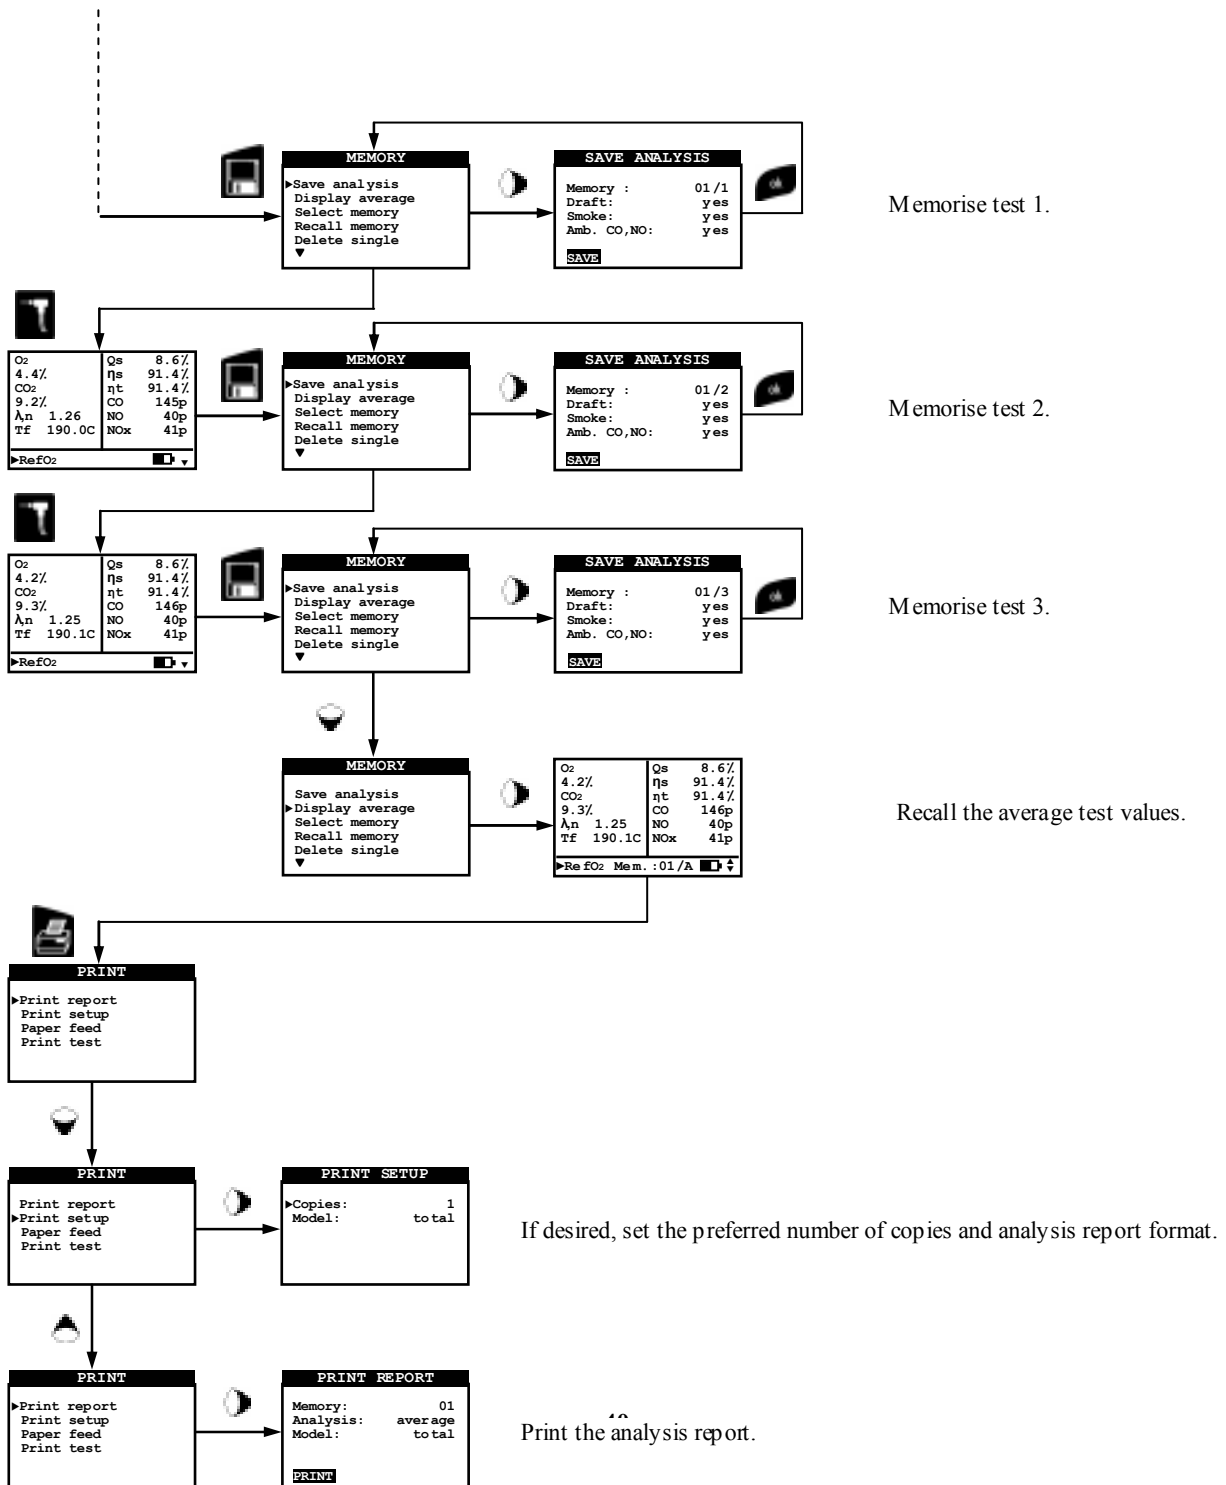 MEMORY
Save analysis
Display average
Select memory
Recall memory
Delete single
SAVE ANALYSIS
Memory : 01/1
Draft: yes
Smoke: yes
Amb. CO,NO: yes
SAVE
ok
Memorise test 1.
O2
4.4%
CO2
9.2%
λ,n 1.26
Tf 190.0C
Qs 8.6%
ηs 91.4%
ηt 91.4%
CO 145p
NO 40p
NOx 41p
RefO2
MEMORY
Save analysis
Display average
Select memory
Recall memory
Delete single
SAVE ANALYSIS
Memory : 01/2
Draft: yes
Smoke: yes
Amb. CO,NO: yes
SAVE
ok
Memorise test 2.
O2
4.2%
CO2
9.3%
λ,n 1.25
Tf 190.1C
Qs 8.6%
ηs 91.4%
ηt 91.4%
CO 146p
NO 40p
NOx 41p
RefO2
MEMORY
Save analysis
Display average
Select memory
Recall memory
Delete single
SAVE ANALYSIS
Memory : 01/3
Draft: yes
Smoke: yes
Amb. CO,NO: yes
SAVE
ok
Memorise test 3.
MEMORY
Save analysis
Display average
Select memory
Recall memory
Delete single
O2
4.2%
CO2
9.3%
λ,n 1.25
Tf 190.1C
Qs 8.6%
ηs 91.4%
ηt 91.4%
CO 146p
NO 40p
NOx 41p
RefO2 Mem.:01/A
Recall the average test values.
PRINT
Print report
Print setup
Paper feed
Print test
PRINT
Print report
Print setup
Paper feed
Print test
PRINT SETUP
Copies: 1
Model: total
If desired, set the preferred number of copies and analysis report format.
PRINT
Print report
Print setup
Paper feed
Print test
PRINT REPORT
Memory: 01
Analysis: average
Model: total
PRINT
Print the analysis report.